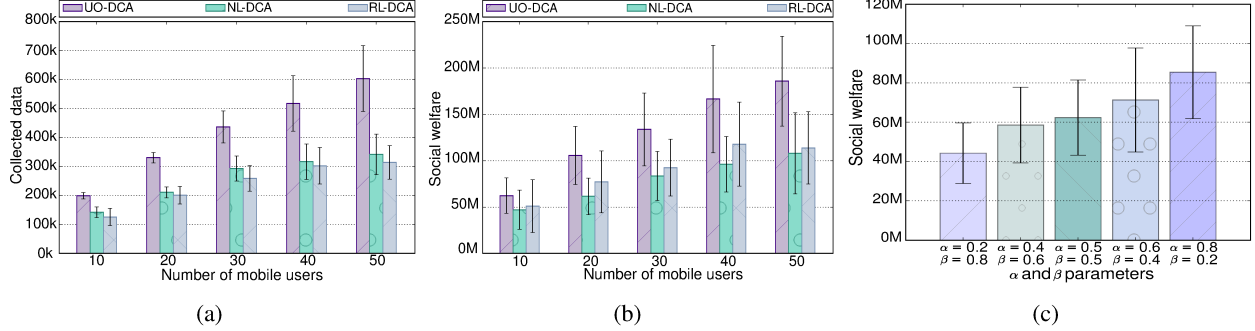 UO-DCA NL-DCA RL-DCA
800k
700k
600k
500k
400k
300k
200k
100k
0k
Collected data
10 20 30 40 50
Number of mobile users
(a)
UO-DCA NL-DCA RL-DCA
250M
200M
150M
100M
50M
0M
Social welfare
10 20 30 40 50
Number of mobile users
(b)
120M
100M
80M
60M
40M
20M
0M
Social welfare
α = 0.2 α = 0.4 α = 0.5 α = 0.6 α = 0.8
β = 0.8 β = 0.6 β = 0.5 β = 0.4 β = 0.2
α and β parameters
(c)